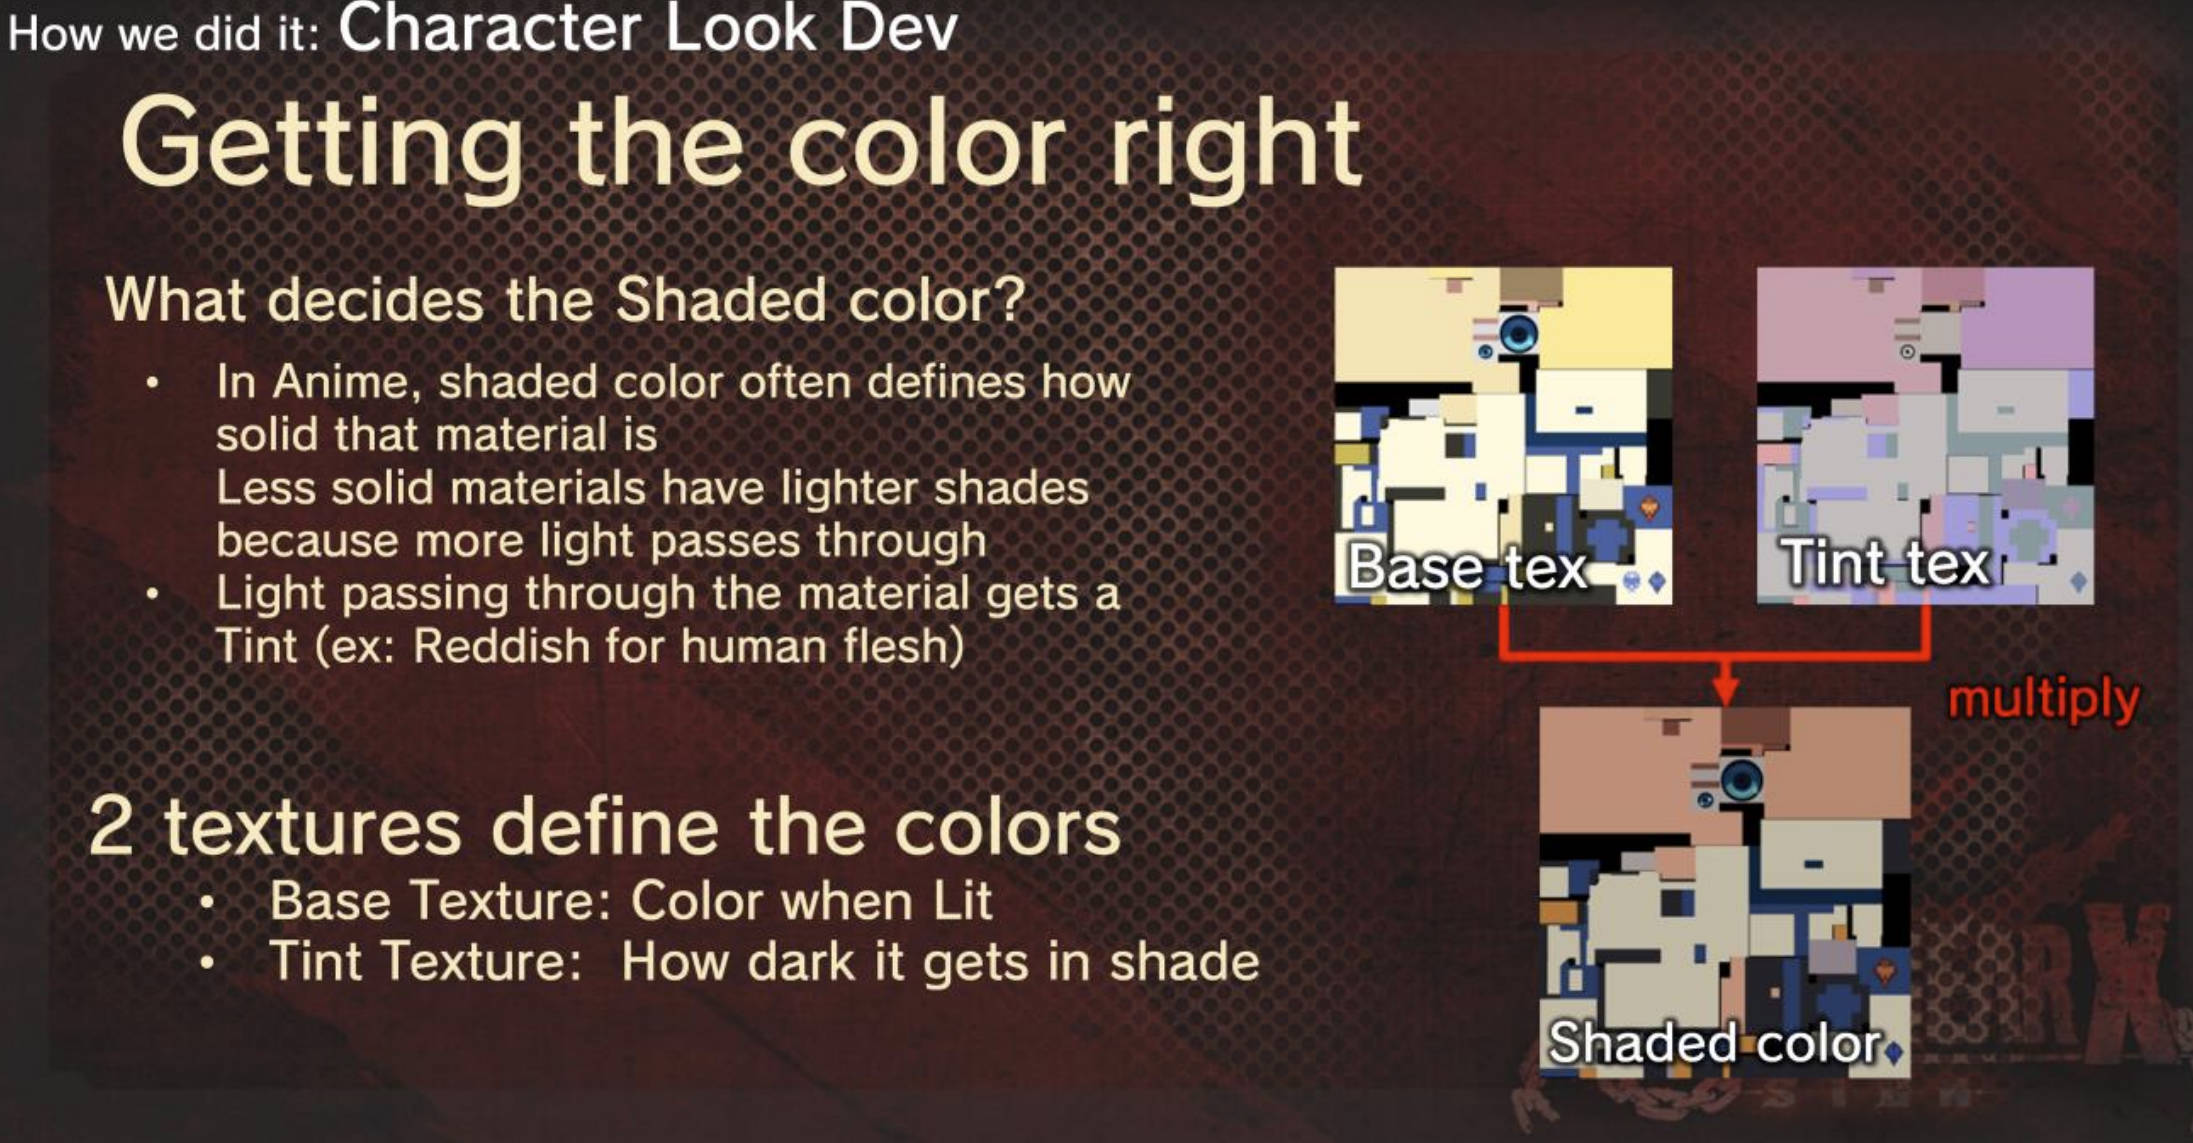 How we did it: Character Look Dev
Getting the color right
What decides the Shaded color?
• In Anime, shaded color often defines how
solid that material is
Less solid materials have lighter shades
because more light passes through
• Light passing through the material gets a
Tint (ex: Reddish for human flesh)
2 textures define the colors
• Base Texture: Color when Lit
• Tint Texture: How dark it gets in shade
Base tex
Tint tex
multiply
Shaded color